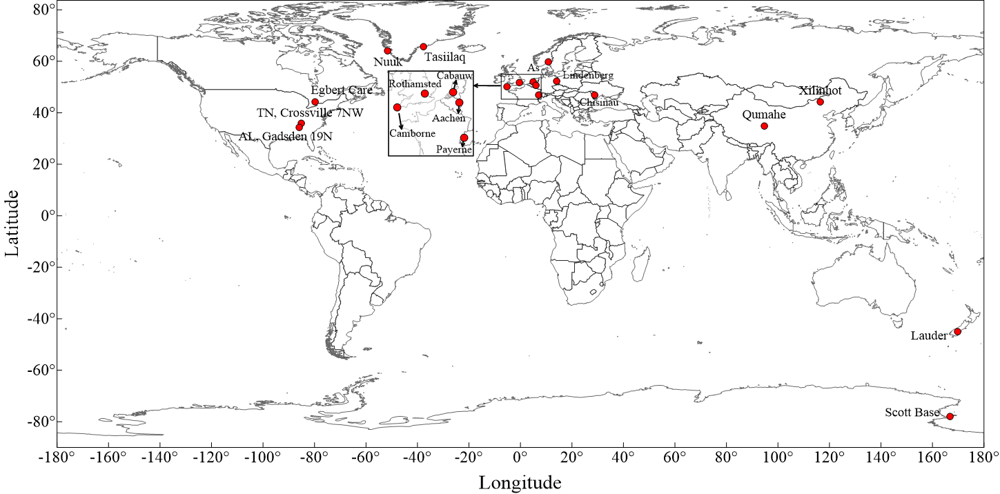 80°
60°
40°
20°
0°
-20°
-40°
-60°
-80°
Latitude
Nuuk
Tasiilaq
As
Lindenberg
Chisinau
Egbert Care
TN, Crossville 7NW
AL, Gadsden 19N
Cabauw
Rothamsted
Aachen
Camborne
Payerne
Xilinhot
Qumahe
Lauder
Scott Base
-180° -160° -140° -120° -100° -80° -60° -40° -20° 0° 20° 40° 60° 80° 100° 120° 140° 160° 180°
Longitude